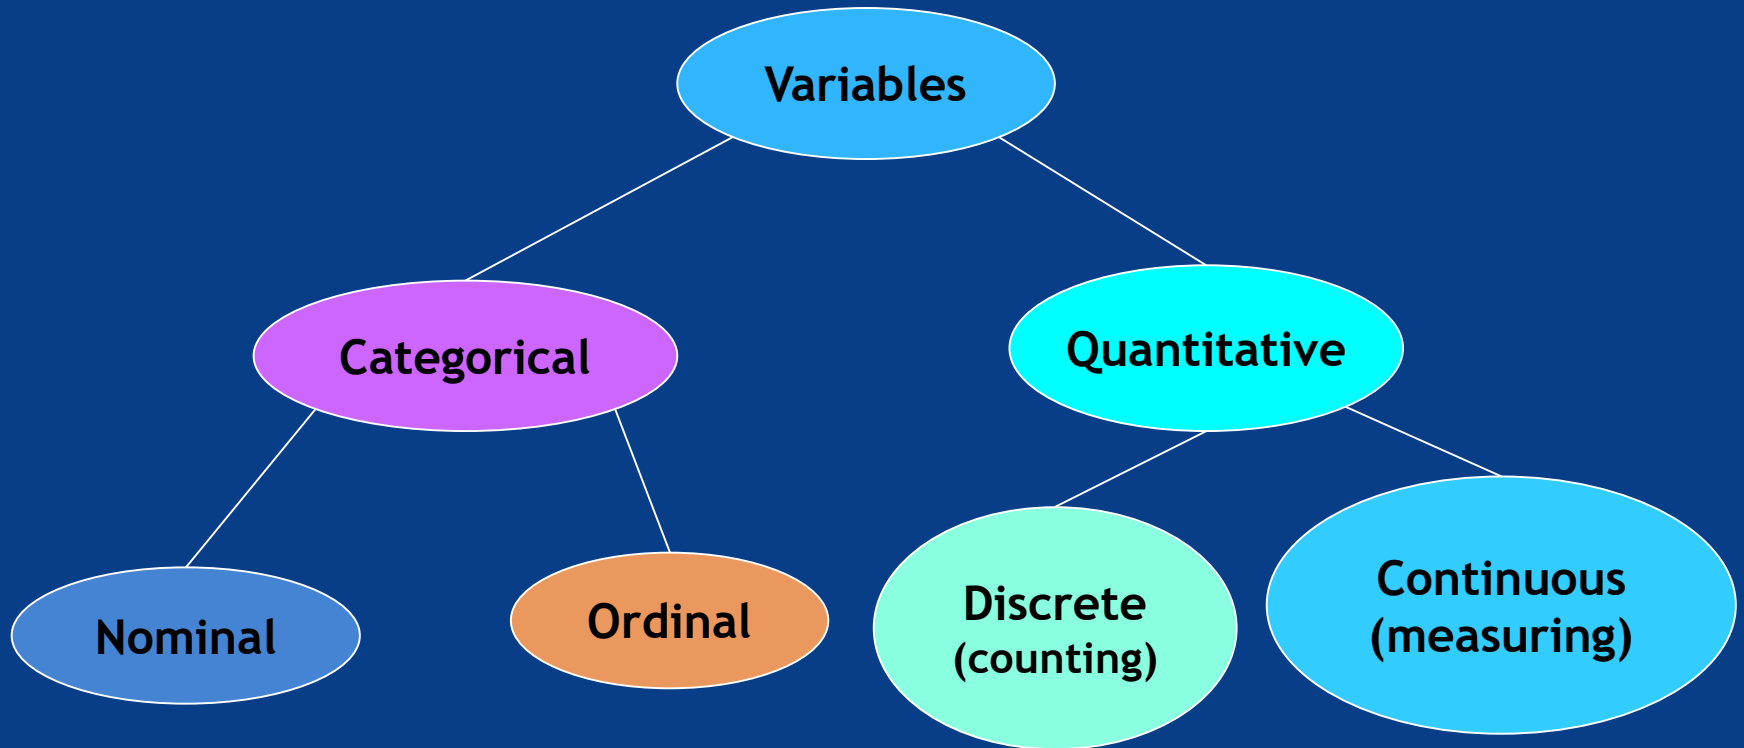 Variables
Categorical
Quantitative
Nominal
Ordinal
Discrete
(counting)
Continuous
(measuring)